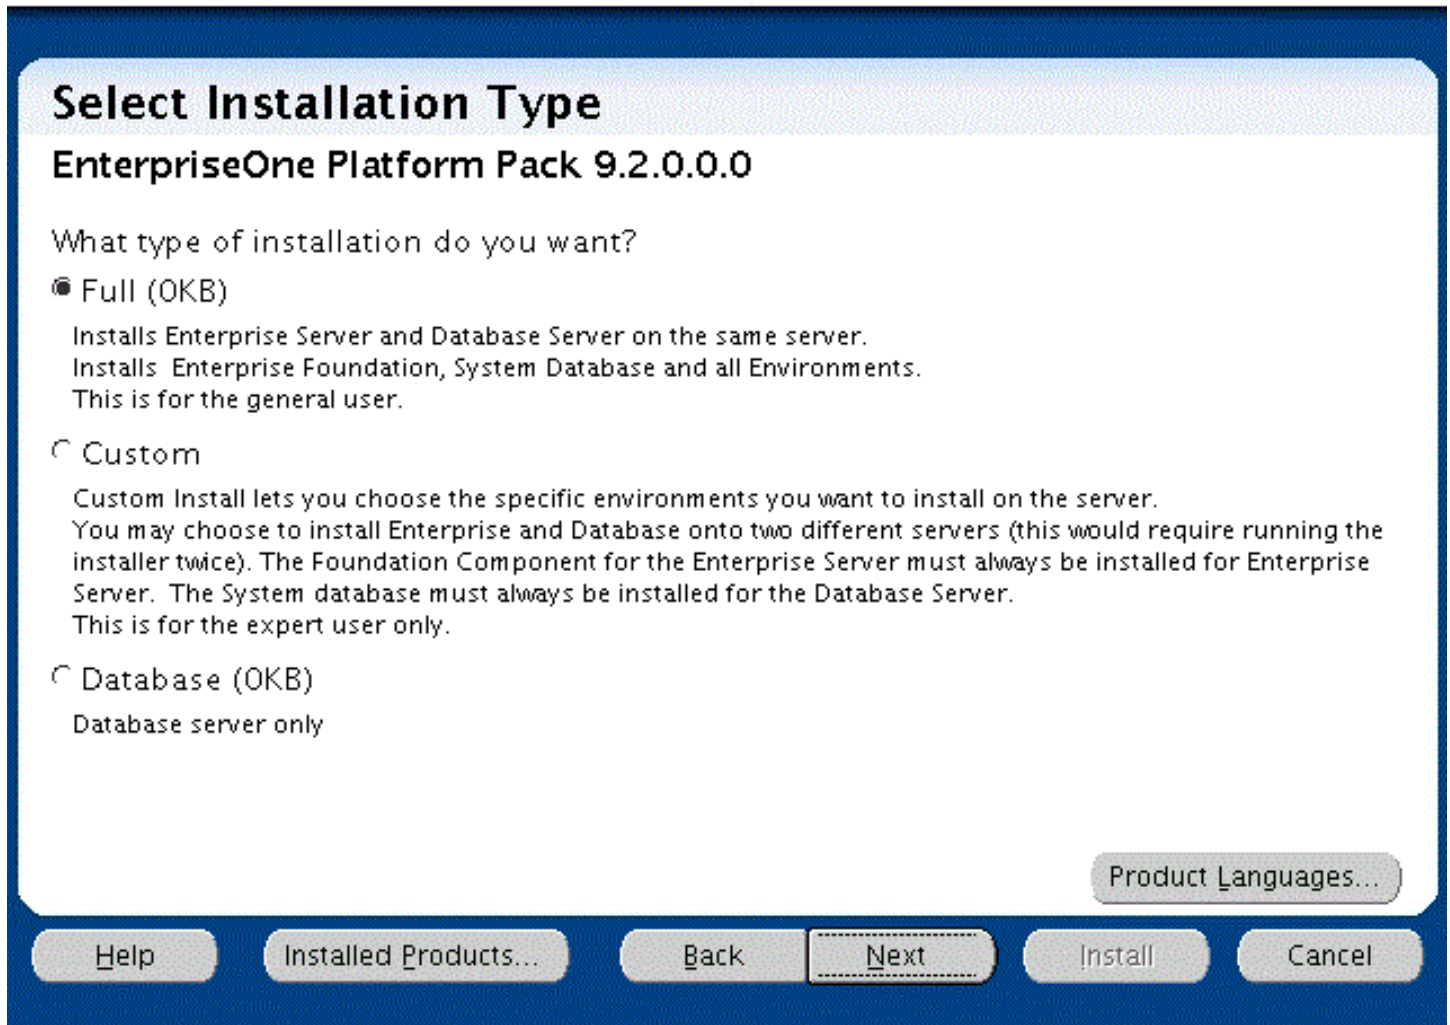 Select Installation Type
EnterpriseOne Platform Pack 9.2.0.0.0
What type of installation do you want?
Full (0KB)
Installs Enterprise Server and Database Server on the same server.
Installs Enterprise Foundation, System Database and all Environments.
This is for the general user.
Custom
Custom Install lets you choose the specific environments you want to install on the server.
You may choose to install Enterprise and Database onto two different servers (this would require running the
installer twice). The Foundation Component for the Enterprise Server must always be installed for Enterprise
Server. The System database must always be installed for the Database Server.
This is for the expert user only.
Database (0KB)
Database server only
Product Languages...
Help Installed Products... Back Next Install Cancel